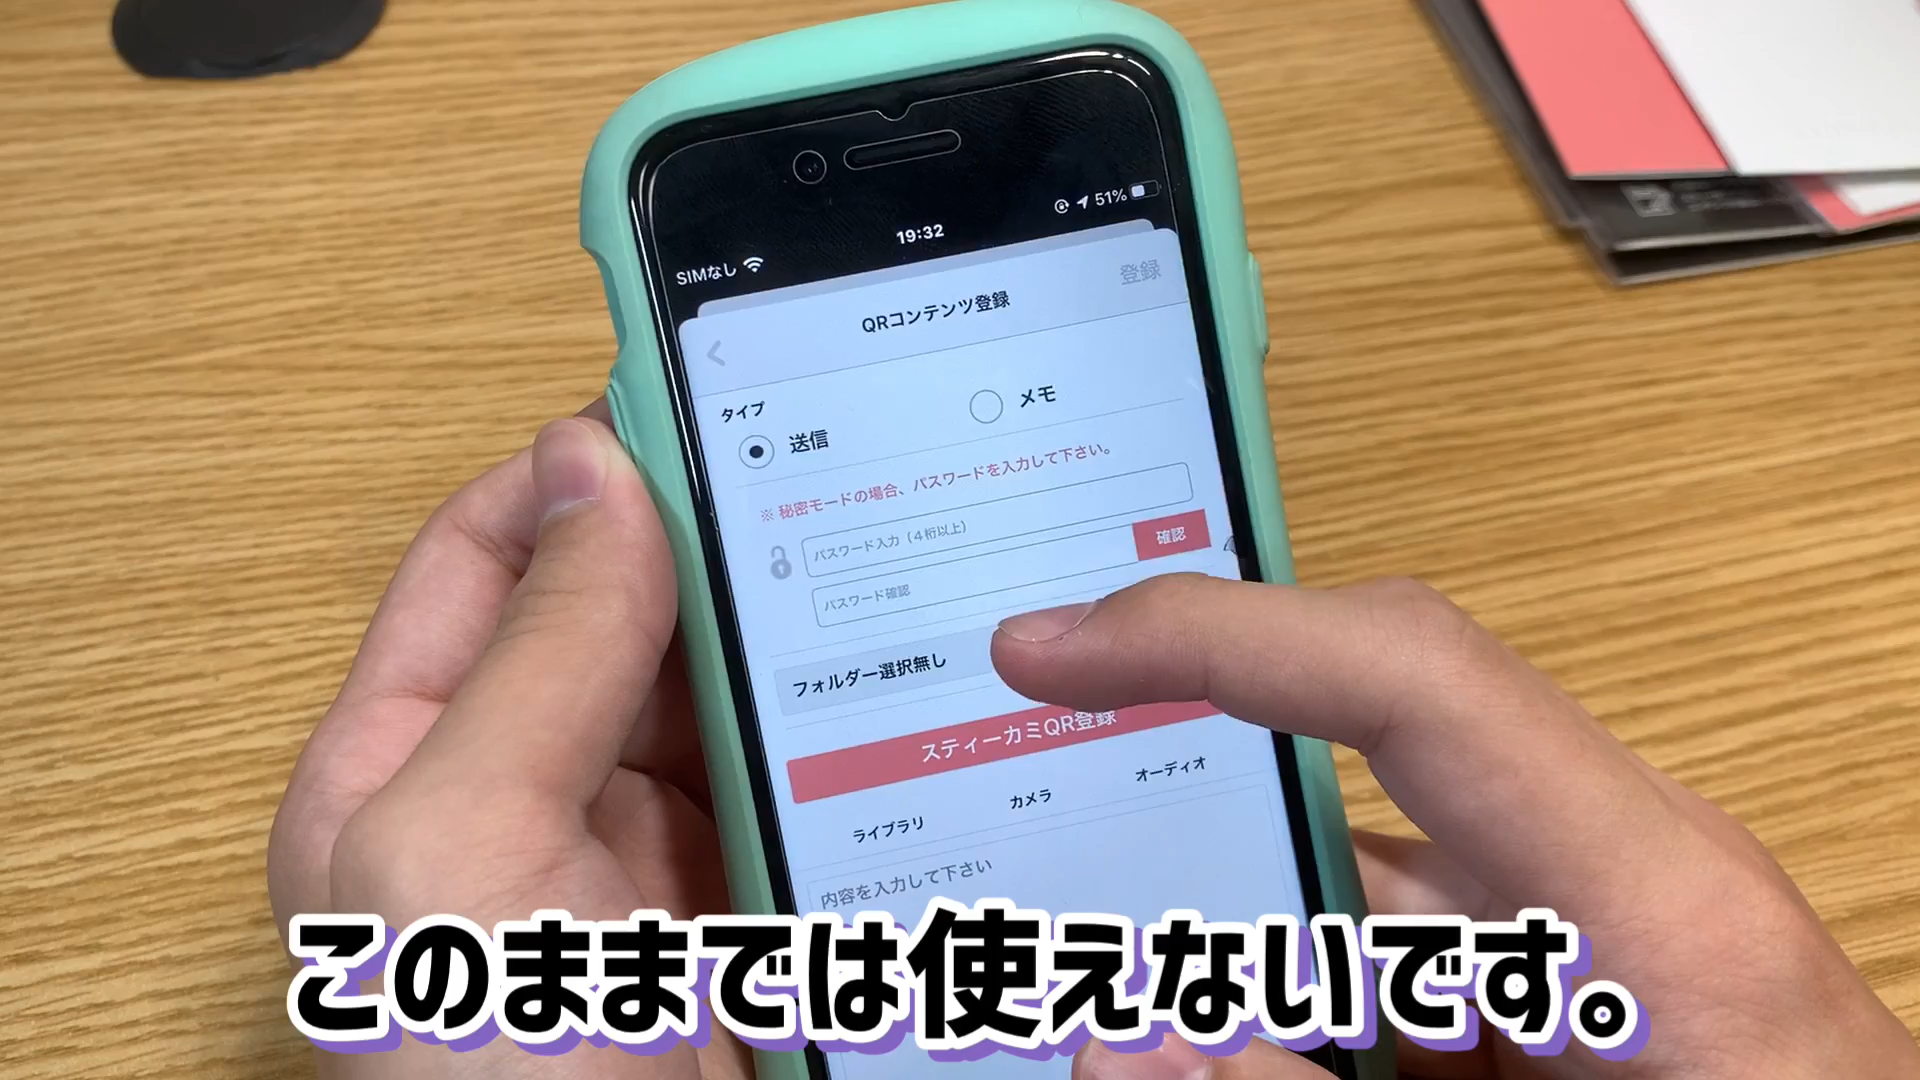 51%
19:32
SIMなし
登録
QRコンテンツ登録
タイプ
送信
メモ
※ 秘密モードの場合、パスワードを入力して下さい。
パスワード入力（4桁以上）
確認
パスワード確認
フォルダー選択無し
スティーカミQR登録
ライブラリ
カメラ
オーディオ
内容を入力して下さい
このままでは使えないです。